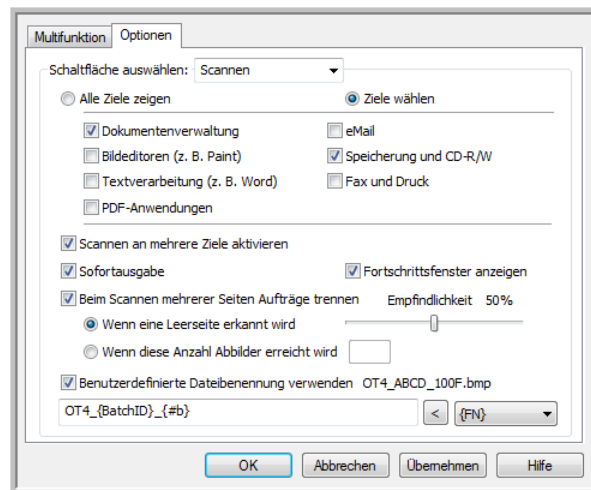 Multifunktion Optionen
Schaltfläche auswählen: Scannen
Alle Ziele zeigen Ziele wählen
Dokumentenverwaltung eMail
Bildeditoren (z. B. Paint) Speicherung und CD-R/W
Textverarbeitung (z. B. Word) Fax und Druck
PDF-Anwendungen
Scannen an mehrere Ziele aktivieren
Sofortausgabe Fortschrittsfenster anzeigen
Beim Scannen mehrerer Seiten Aufträge trennen Empfindlichkeit 50%
Wenn eine Leerseite erkannt wird
Wenn diese Anzahl Abbilder erreicht wird
Benutzerdefinierte Dateibenennung verwenden OT4_ABCD_100F.bmp
OT4_{BatchID}_{#b} < {FN}
OK Abbrechen Übernehmen Hilfe